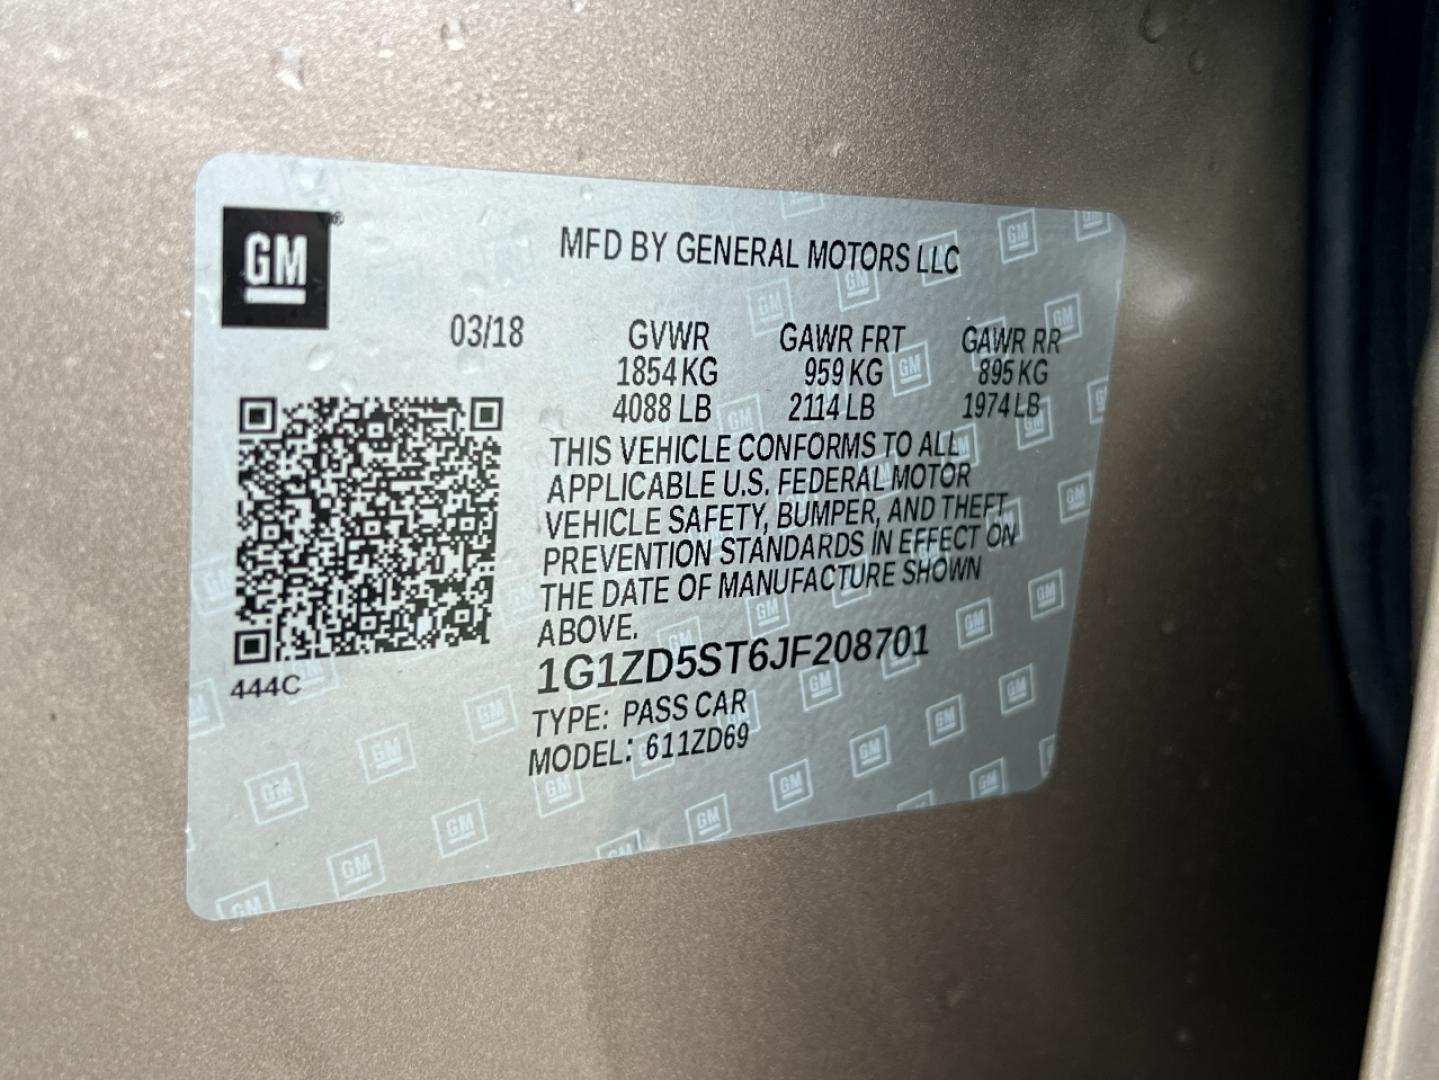 GM
MFD BY GENERAL MOTORS LLC
03/18 GVWR GAWR FRT GAWR RR
1854 KG 959 KG 895 KG
4088 LB 2114 LB 1974 LB
THIS VEHICLE CONFORMS TO ALL
APPLICABLE U.S. FEDERAL MOTOR
VEHICLE SAFETY, BUMPER, AND THEFT
PREVENTION STANDARDS IN EFFECT ON
THE DATE OF MANUFACTURE SHOWN
ABOVE.
1G1ZD5ST6JF208701
444C
TYPE: PASS CAR
MODEL: 611ZD69